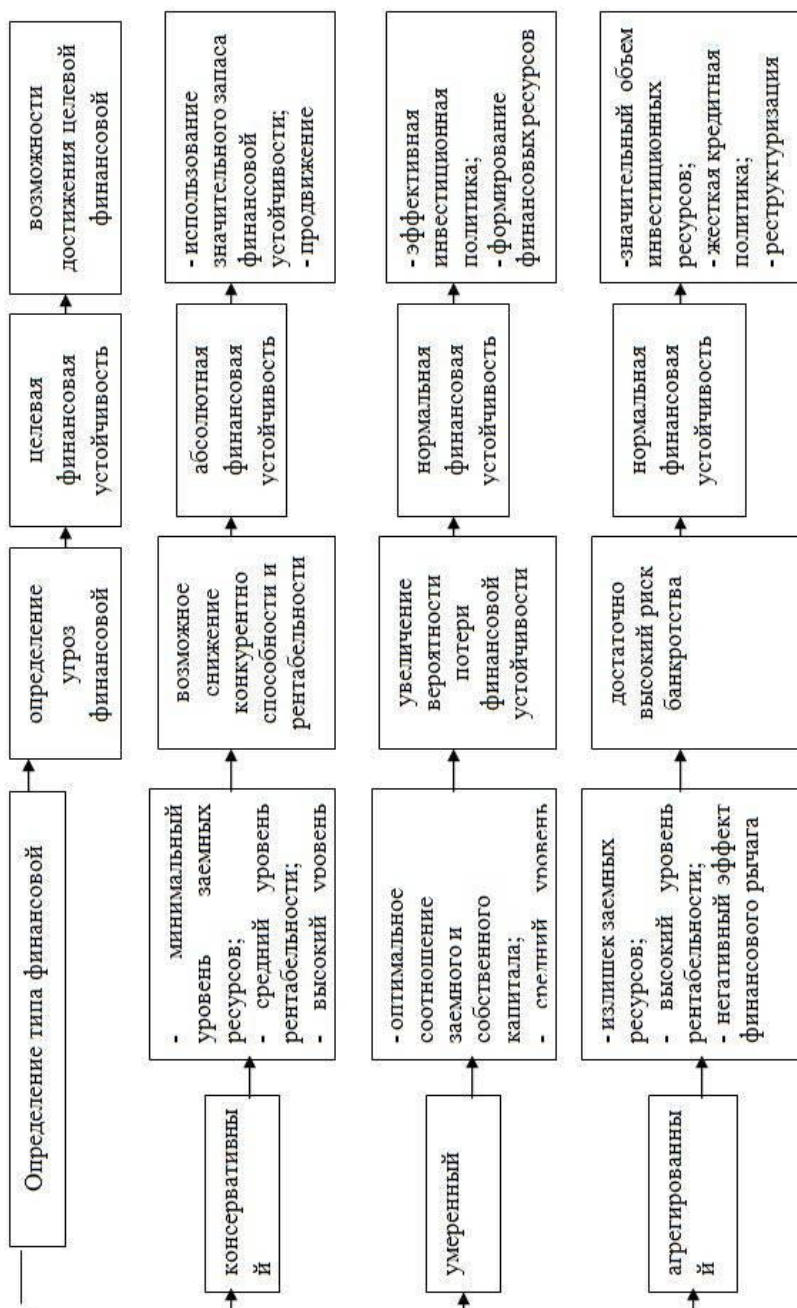 Определение типа финансовой
определение
угроз
финансовой
целевая
финансовая
устойчивость
возможности
достижения целевой
финансовой
консервативны
й
- минимальный
уровень заемных
ресурсов;
- средний уровень
рентабельности;
- высокий уровень
возможное
снижение
конкурентно
способности и
рентабельности
абсолютная
финансовая
устойчивость
- использование
значительного запаса
финансовой
устойчивости;
- продвижение
умеренный
- оптимальное
соотношение
заемного и
собственного
капитала;
- средний уровень
увеличение
вероятности
потери
финансовой
устойчивости
нормальная
финансовая
устойчивость
- эффективная
инвестиционная
политика;
- формирование
финансовых ресурсов
агрегированны
й
- излишек заемных
ресурсов;
- высокий уровень
рентабельности;
- негативный эффект
финансового рычага
достаточно
высокий риск
банкротства
нормальная
финансовая
устойчивость
-значительный объем
инвестиционных
ресурсов;
- жесткая кредитная
политика;
- реструктуризация